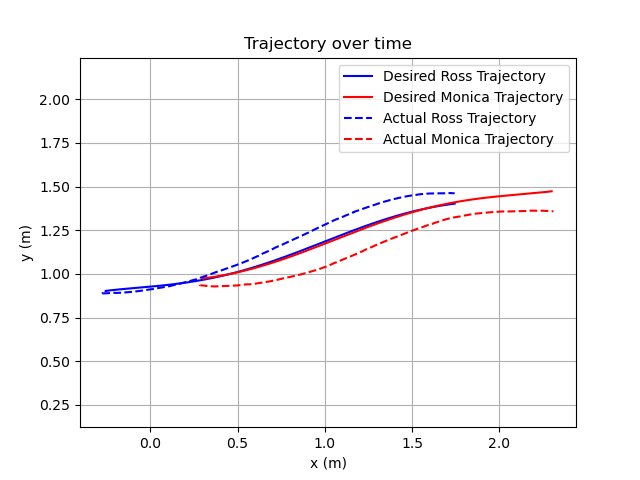 Trajectory over time
Desired Ross Trajectory
Desired Monica Trajectory
Actual Ross Trajectory
Actual Monica Trajectory
y (m)
2.00
1.75
1.50
1.25
1.00
0.75
0.50
0.25
0.0 0.5 1.0 1.5 2.0
x (m)